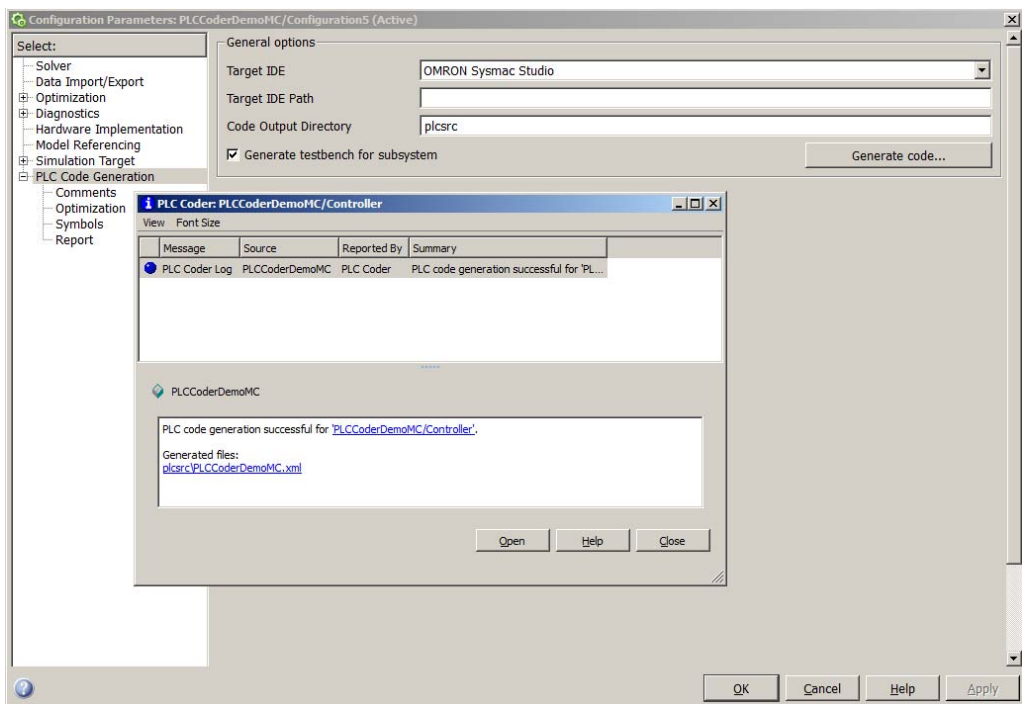 Configuration Parameters: PLCCoderDemoMC/Configuration5 (Active)
Select:
Solver
Data Import/Export
Optimization
Diagnostics
Hardware Implementation
Model Referencing
Simulation Target
PLC Code Generation
Comments
Optimization
Symbols
Report
General options
Target IDE OMRON Sysmac Studio
Target IDE Path
Code Output Directory plcsrc
Generate testbench for subsystem Generate code...
PLC Coder: PLCCoderDemoMC/Controller
View Font Size
Message Source Reported By Summary
PLC Coder Log PLCCoderDemoMC PLC Coder PLC code generation successful for 'PL...
PLCCoderDemoMC
PLC code generation successful for 'PLCCoderDemoMC/Controller'.
Generated files:
plcsrc\PLCCoderDemoMC.xml
Open Help Close
OK Cancel Help Apply